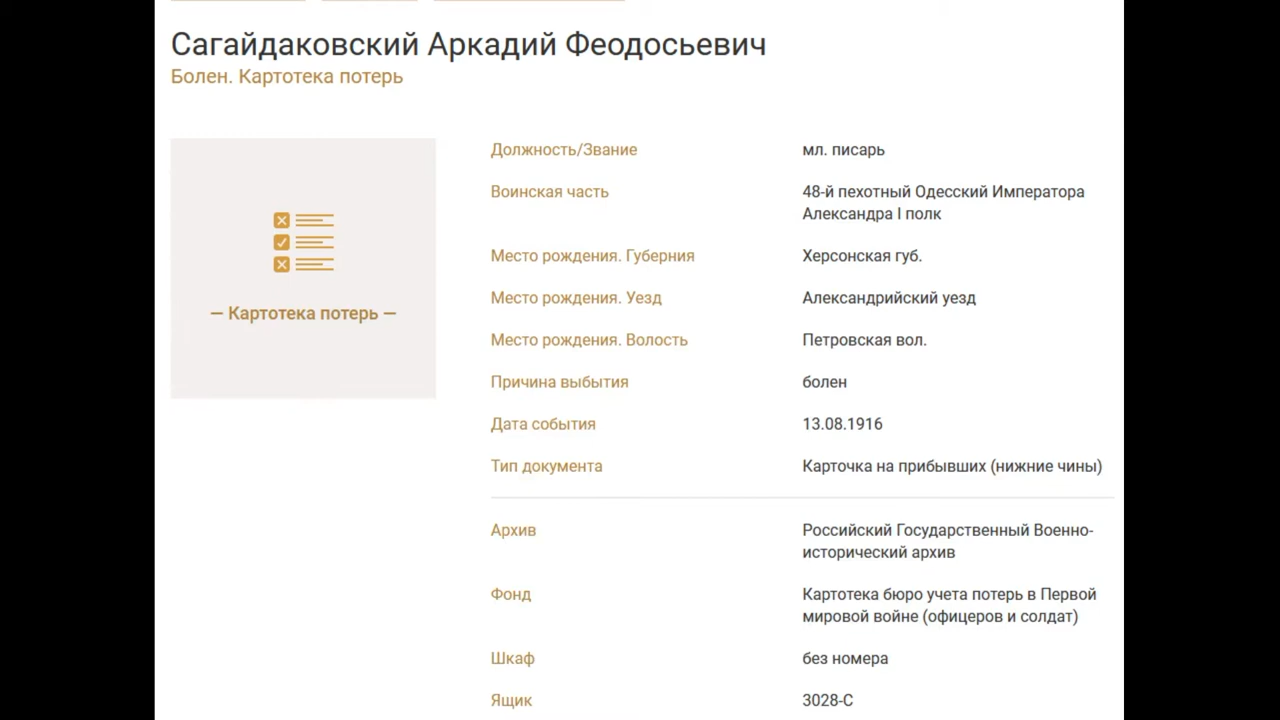 Сагайдаковский Аркадий Феодосьевич
Болен. Картотека потерь
— Картотека потерь —
Должность/Звание
мл. писарь
Воинская часть
48-й пехотный Одесский Императора
Александра I полк
Место рождения. Губерния
Херсонская губ.
Место рождения. Уезд
Александрийский уезд
Место рождения. Волость
Петровская вол.
Причина выбытия
болен
Дата события
13.08.1916
Тип документа
Карточка на прибывших (нижние чины)
Архив
Российский Государственный Военно-
исторический архив
Фонд
Картотека бюро учета потерь в Первой
мировой войне (офицеров и солдат)
Шкаф
без номера
Ящик
3028-С